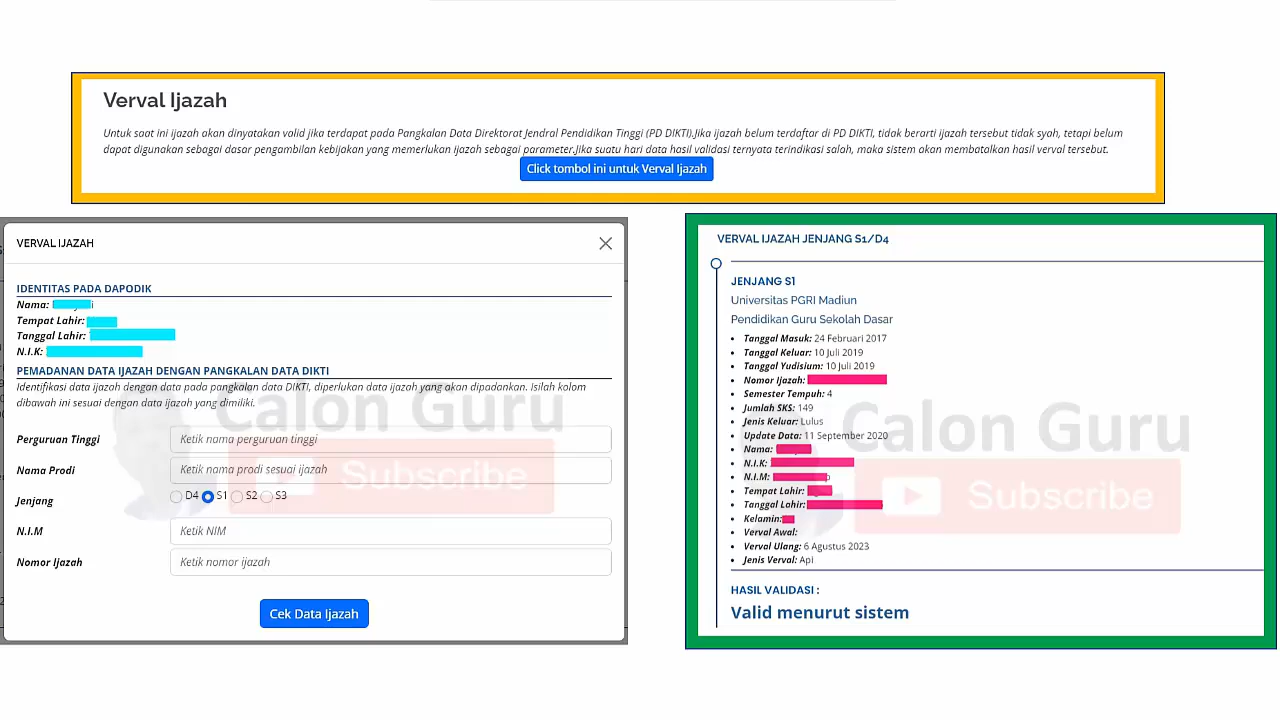 Verval Ijazah
Untuk saat ini ijazah akan dinyatakan valid jika terdapat pada Pangkalan Data Direktorat Jendral Pendidikan Tinggi (PD DIKTI).Jika ijazah belum terdaftar di PD DIKTI, tidak berarti ijazah tersebut tidak syah, tetapi belum
dapat digunakan sebagai dasar pengambilan kebijakan yang memerlukan ijazah sebagai parameter.Jika suatu hari data hasil validasi ternyata terindikasi salah, maka sistem akan membatalkan hasil verval tersebut.
Click tombol ini untuk Verval Ijazah
VERVAL IJAZAH
IDENTITAS PADA DAPODIK
Nama:
Tempat Lahir:
Tanggal Lahir:
N.I.K:
PEMADANAN DATA IJAZAH DENGAN PANGKALAN DATA DIKTI
Identifikasi data ijazah dengan data pada pangkalan data DIKTI, diperlukan data ijazah yang akan dipadankan. Isilah kolom
dibawah ini sesuai dengan data ijazah yang dimiliki.
Calon Guru
Subscribe
Perguruan Tinggi
Ketik nama perguruan tinggi
Nama Prodi
Ketik nama prodi sesuai ijazah
Jenjang
D4 S1 S2 S3
N.I.M
Ketik NIM
Nomor Ijazah
Ketik nomor ijazah
Cek Data Ijazah
VERVAL IJAZAH JENJANG S1/D4
JENJANG S1
Universitas PGRI Madiun
Pendidikan Guru Sekolah Dasar
Tanggal Masuk: 24 Februari 2017
Tanggal Keluar: 10 Juli 2019
Tanggal Yudisium: 10 Juli 2019
Nomor Ijazah:
Semester Tempuh: 4
Jumlah SKS: 149
Jenis Keluar: Lulus
Update Data: 11 September 2020
Nama:
N.I.K:
N.I.M:
Tempat Lahir:
Tanggal Lahir:
Kelamin:
Verval Awal:
Verval Ulang: 6 Agustus 2023
Jenis Verval: Api
Calon Guru
Subscribe
HASIL VALIDASI :
Valid menurut sistem